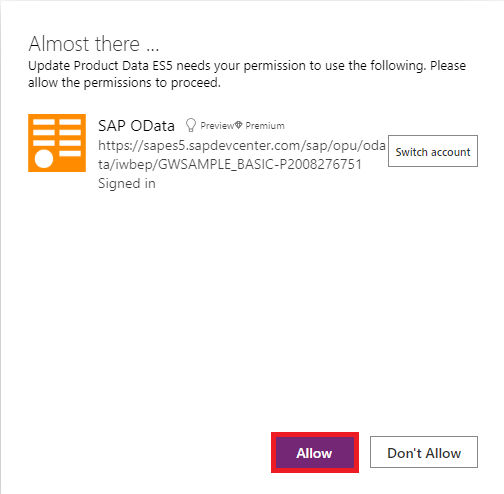 Almost there ...
Update Product Data ES5 needs your permission to use the following. Please
allow the permissions to proceed.
SAP OData Preview Premium
https://sapes5.sapdevcenter.com/sap/opu/oda
ta/iwbep/GWSAMPLE_BASIC-P2008276751
Switch account
Signed in
Allow
Don't Allow